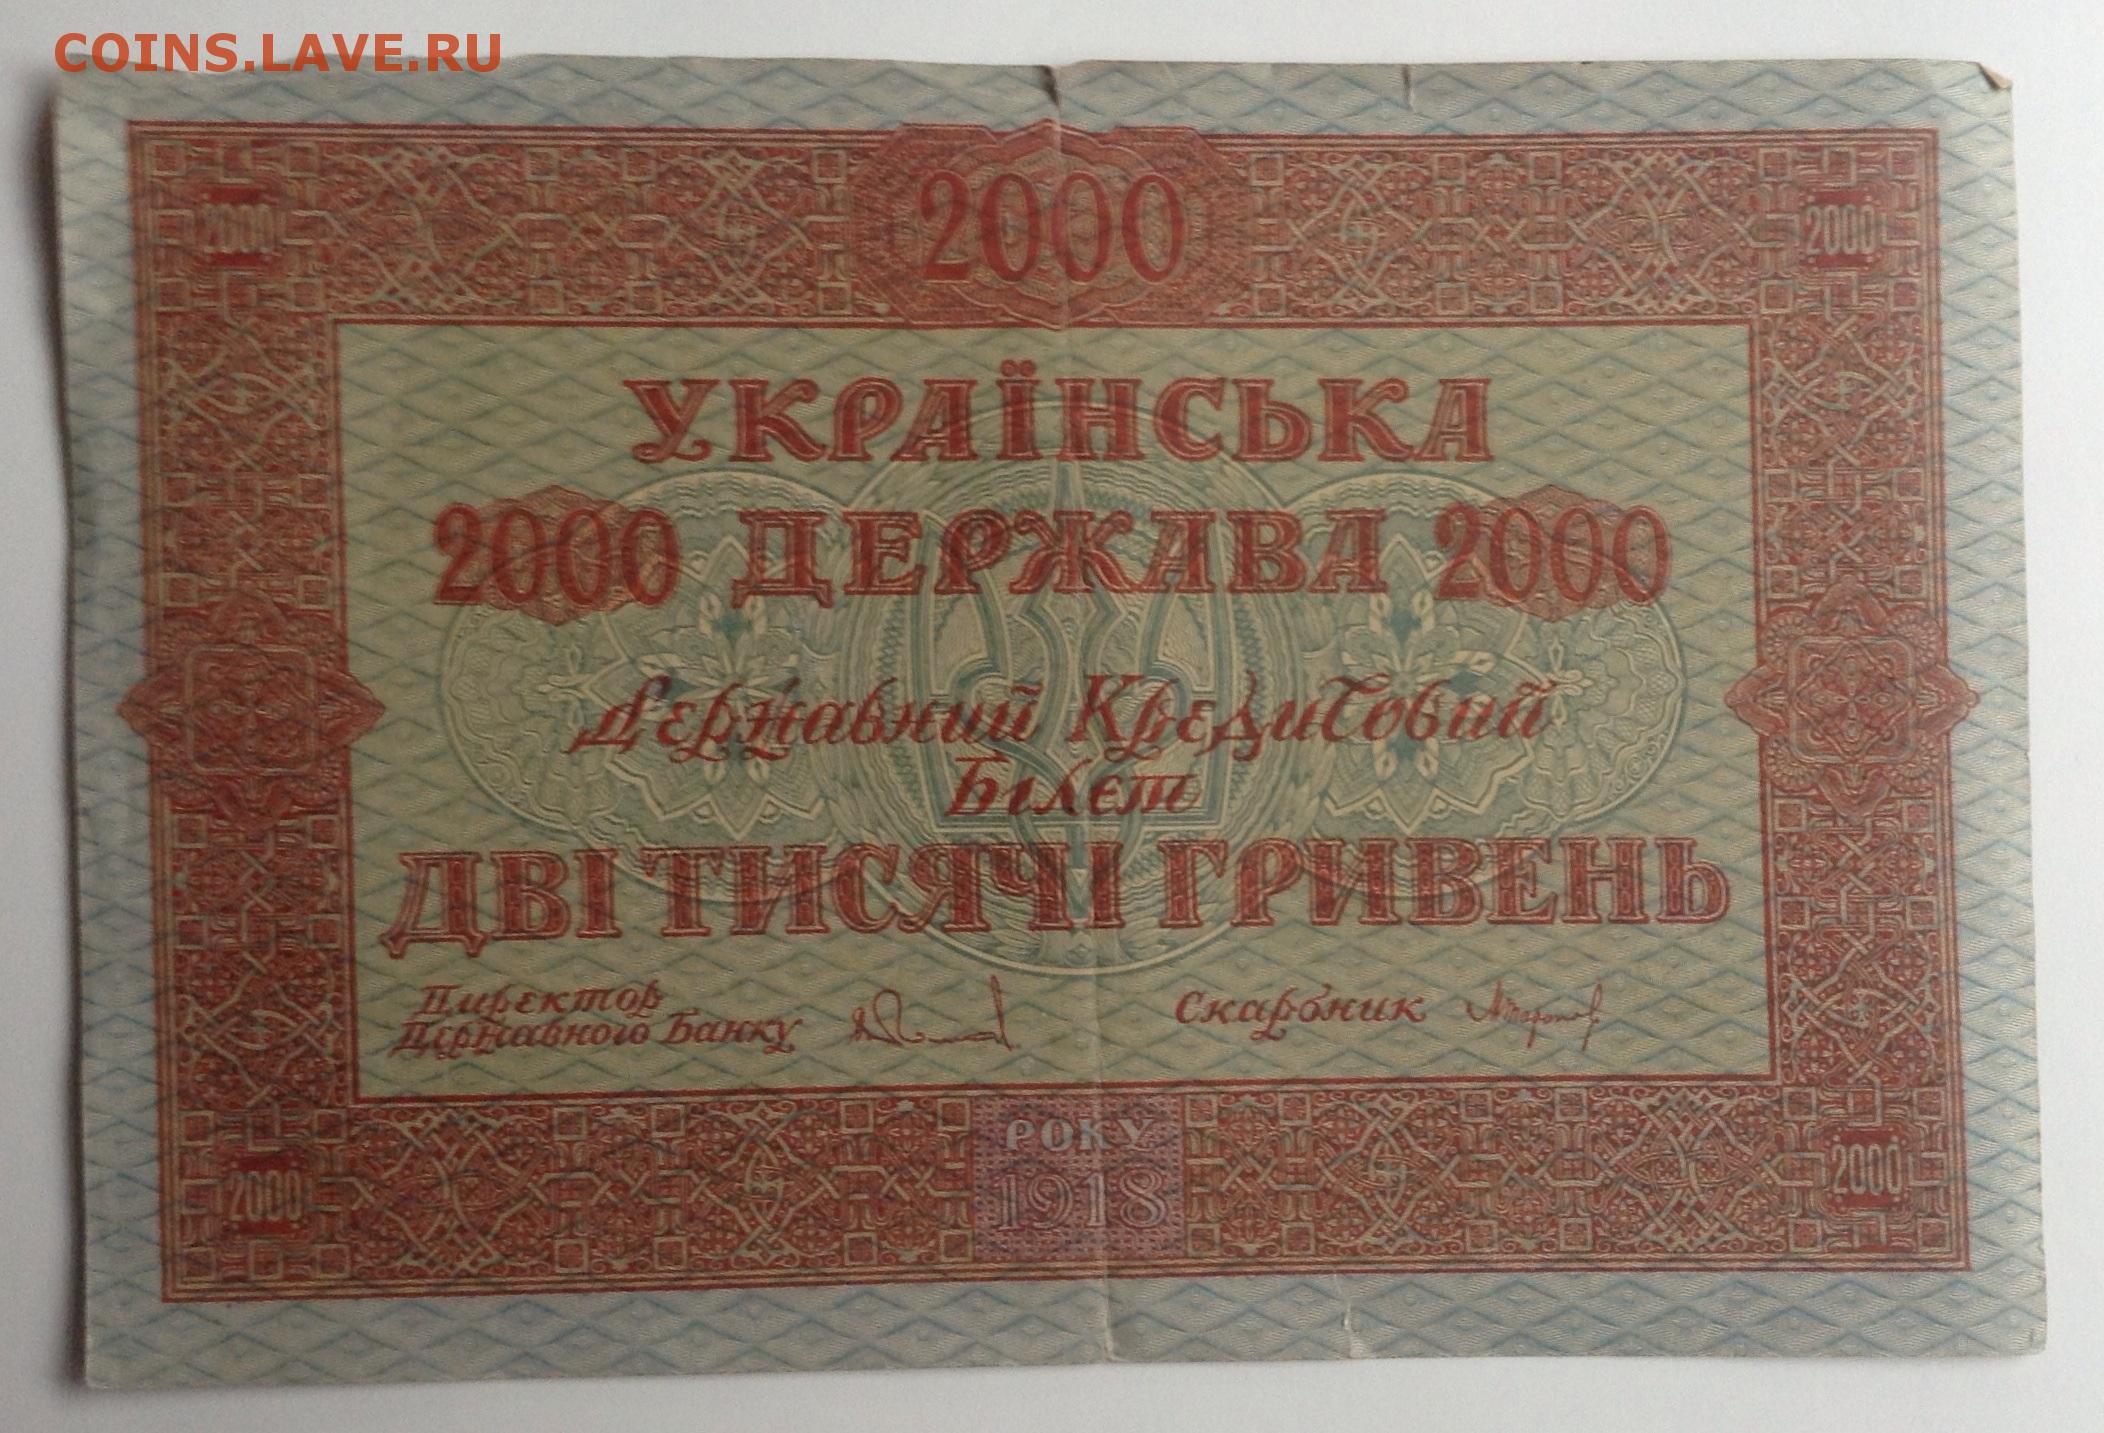 COINS.LAVE.RU
2000
2000 2000
УКРАЇНСЬКА
2000 ДЕРЖАВА 2000
Державний Кредитовий
Білет
ДВІ ТИСЯЧІ ГРИВЕНЬ
Директор
Державного Банку
Скарбник
РОКУ
1918
2000 2000